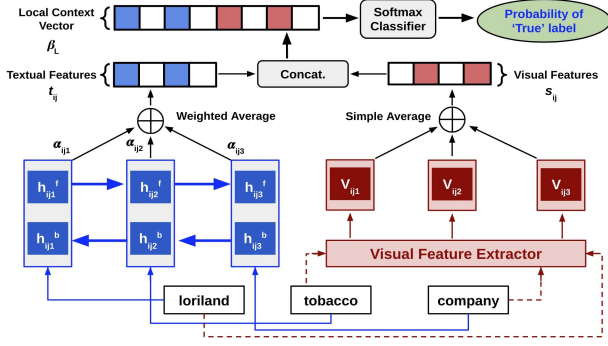 Local Context
Vector
β_L
Softmax
Classifier
Probability of
'True' label
Textual Features
t_ij
Concat.
Visual Features
s_ij
Weighted Average
Simple Average
α_ij1
α_ij2
α_ij3
h_ij1^f
h_ij2^f
h_ij3^f
V_ij1
V_ij2
V_ij3
h_ij1^b
h_ij2^b
h_ij3^b
Visual Feature Extractor
loriland
tobacco
company